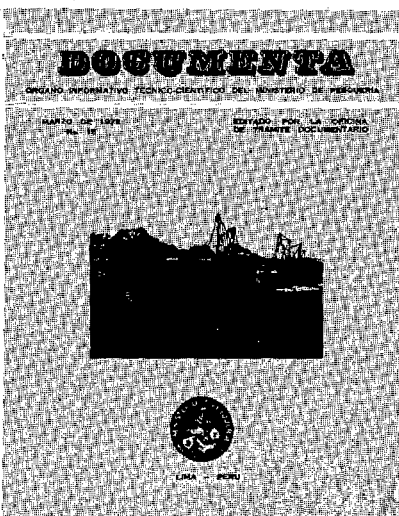 DOCUMENTA
ORGANO INFORMATIVO TECNICO-CIENTIFICO DEL MINISTERIO DE PESQUERIA
MARZO DE
No.
EDITADO POR LA OFICINA
DE TRAMITE DOCUMENTARIO
LIMA - PERU